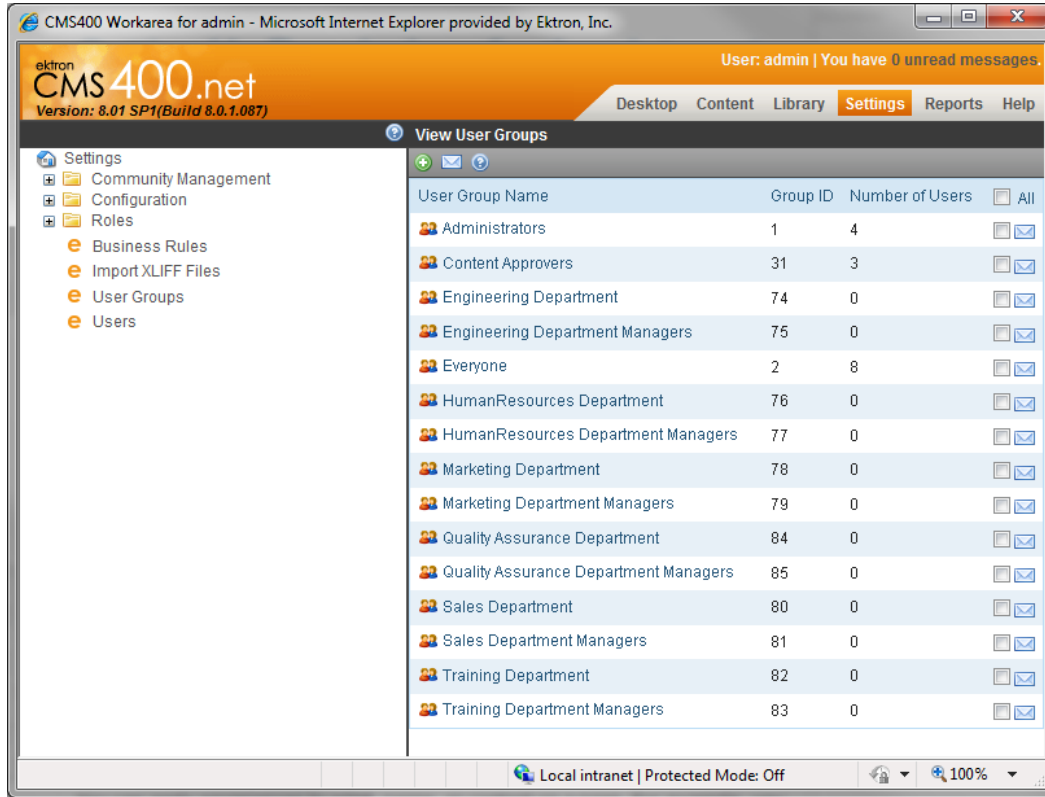 CMS400 Workarea for admin - Microsoft Internet Explorer provided by Ektron, Inc.
ektron
CMS400.net
Version: 8.01 SP1(Build 8.0.1.087)
User: admin | You have 0 unread messages.
Desktop Content Library Settings Reports Help
View User Groups
Settings
Community Management
Configuration
Roles
Business Rules
Import XLIFF Files
User Groups
Users
User Group Name Group ID Number of Users All
Administrators 1 4
Content Approvers 31 3
Engineering Department 74 0
Engineering Department Managers 75 0
Everyone 2 8
HumanResources Department 76 0
HumanResources Department Managers 77 0
Marketing Department 78 0
Marketing Department Managers 79 0
Quality Assurance Department 84 0
Quality Assurance Department Managers 85 0
Sales Department 80 0
Sales Department Managers 81 0
Training Department 82 0
Training Department Managers 83 0
Local intranet | Protected Mode: Off 100%